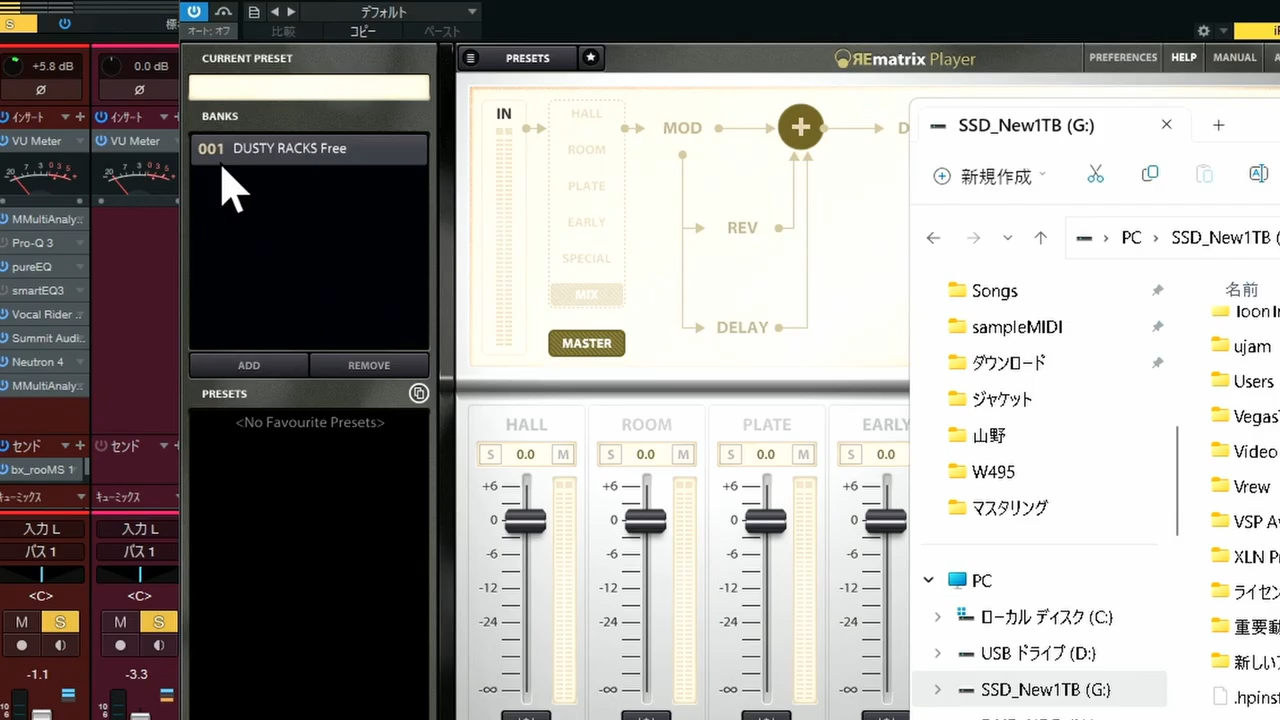 デフォルト
オート: オフ 比較 コピー ペースト
+5.8 dB
0.0 dB
インサート
インサート
VU Meter
VU Meter
MMultiAnaly...
Pro-Q 3
pureEQ
smartEQ3
Vocal Rider ..
Summit Audi..
Neutron 4
MMultiAnaly...
センド
センド
bx_rooMS 1
キューミックス
キューミックス
入力 L
入力 L
バス 1
バス 1
<C>
<C>
M S
M S
-1.1
-3.3
CURRENT PRESET
BANKS
001 DUSTY RACKS Free
ADD REMOVE
PRESETS
<No Favourite Presets>
PRESETS
REmatrix Player
PREFERENCES HELP MANUAL
IN
HALL
ROOM
PLATE
EARLY
SPECIAL
MIX
MASTER
MOD
REV
DELAY
HALL ROOM PLATE EARLY
S 0.0 M S 0.0 M S 0.0 M S 0.0
+6 +6 +6 +6
0 0 0 0
-6 -6 -6 -6
-12 -12 -12 -12
-24 -24 -24 -24
-∞ -∞ -∞ -∞
SSD_New1TB (G:)
新規作成
PC › SSD_New1TB (
Songs
sampleMIDI
ダウンロード
ジャケット
山野
W495
マスタリング
PC
ローカル ディスク (C:)
USB ドライブ (D:)
SSD_New1TB (G:)
名前
ujam
Users
Vegas
Video
Vrew
VSP A
XLN P
ライセン
重要動
新しいフ
.hpinst